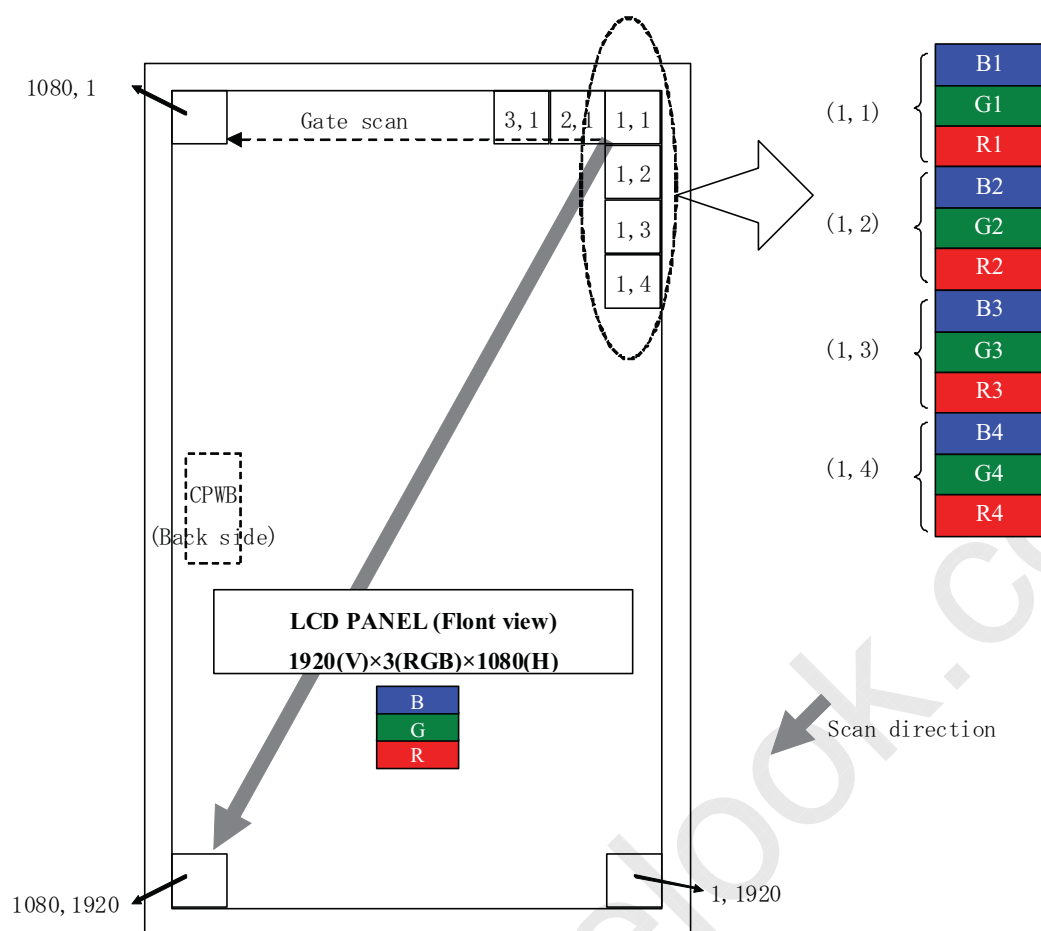 1080,1
Gate scan
3,1
2,1
1,1
1,2
1,3
1,4
CPWB
(Back side)
LCD PANEL (Flont view)
1920(V)×3(RGB)×1080(H)
B
G
R
1080,1920
1,1920
Scan direction
(1,1)
B1
G1
R1
(1,2)
B2
G2
R2
(1,3)
B3
G3
R3
(1,4)
B4
G4
R4